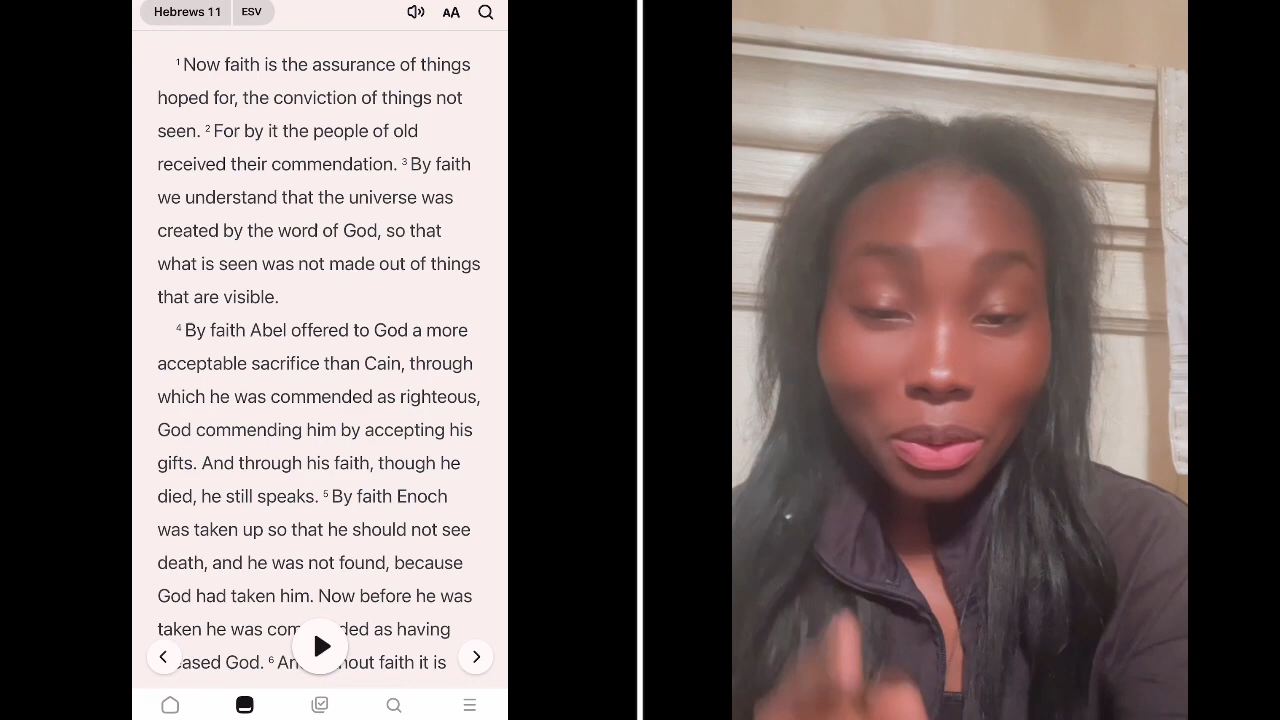 Hebrews 11 ESV AA
1 Now faith is the assurance of things
hoped for, the conviction of things not
seen. 2 For by it the people of old
received their commendation. 3 By faith
we understand that the universe was
created by the word of God, so that
what is seen was not made out of things
that are visible.
4 By faith Abel offered to God a more
acceptable sacrifice than Cain, through
which he was commended as righteous,
God commending him by accepting his
gifts. And through his faith, though he
died, he still speaks. 5 By faith Enoch
was taken up so that he should not see
death, and he was not found, because
God had taken him. Now before he was
taken he was com ded as having
eased God. 6 An out faith it is